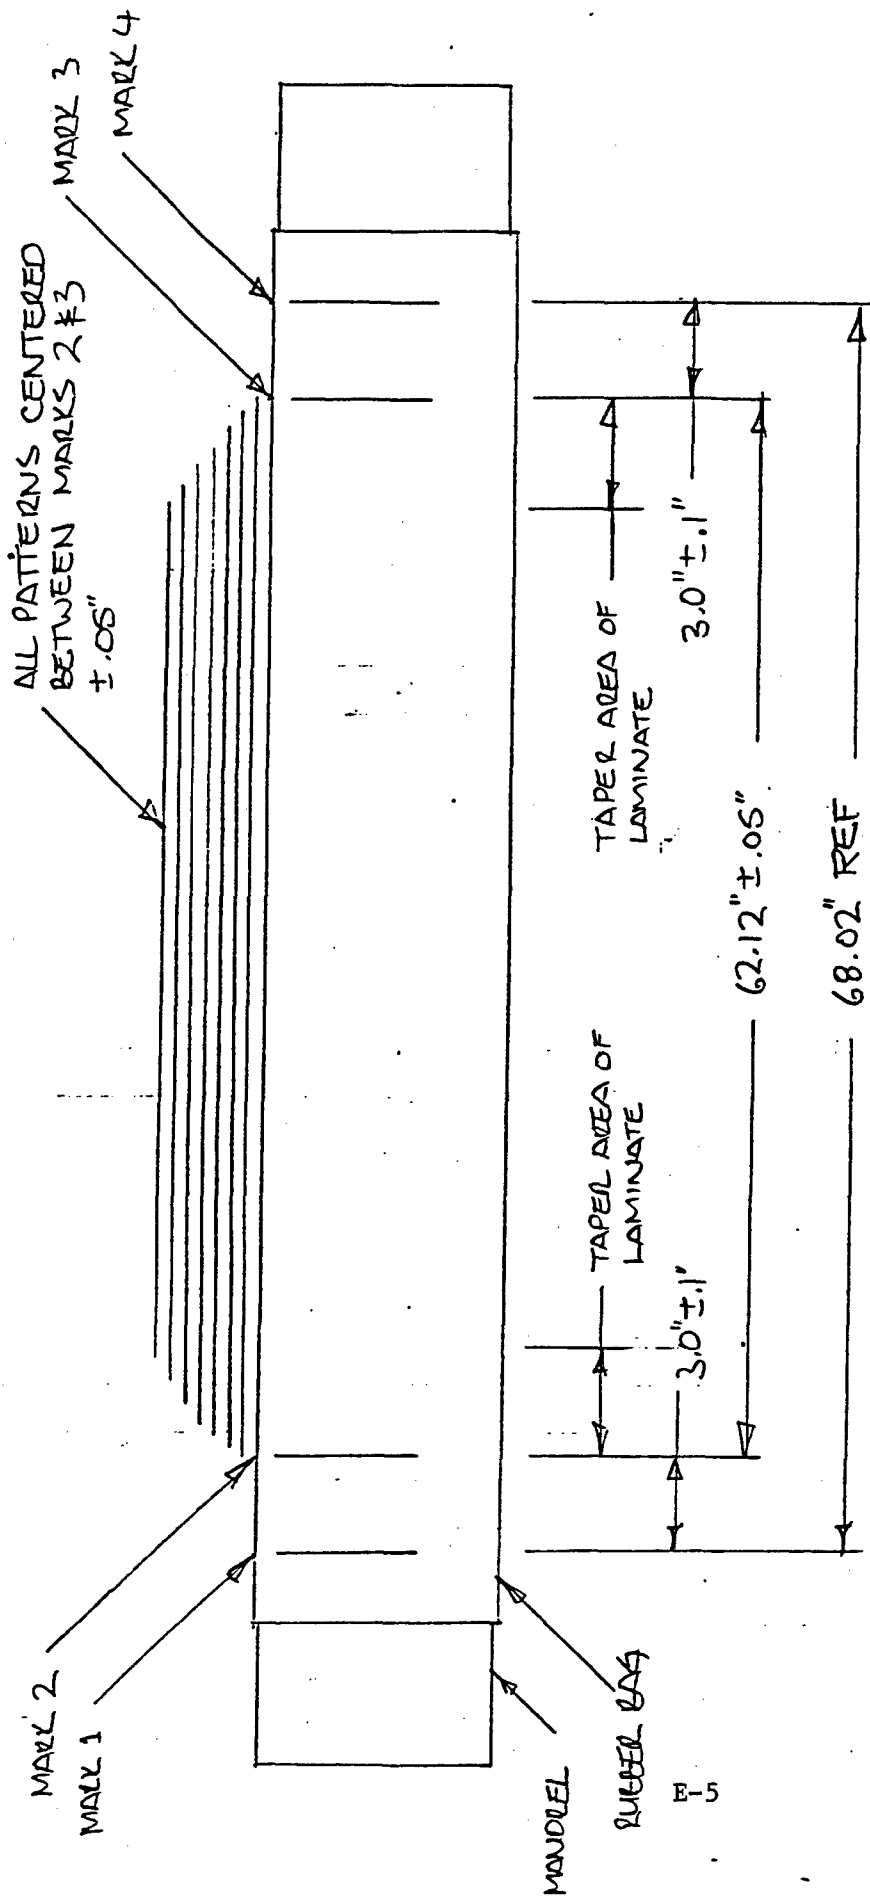 ALL PATTERNS CENTERED
BETWEEN MARKS 2 & 3
±.05"
MARK 3
MARK 4
MARK 2
MARK 1
MANDREL
RUBBER BAG
TAPER AREA OF
LAMINATE
TAPER AREA OF
LAMINATE
3.0"±.1"
3.0"±.1"
62.12"±.05"
68.02" REF
E-5